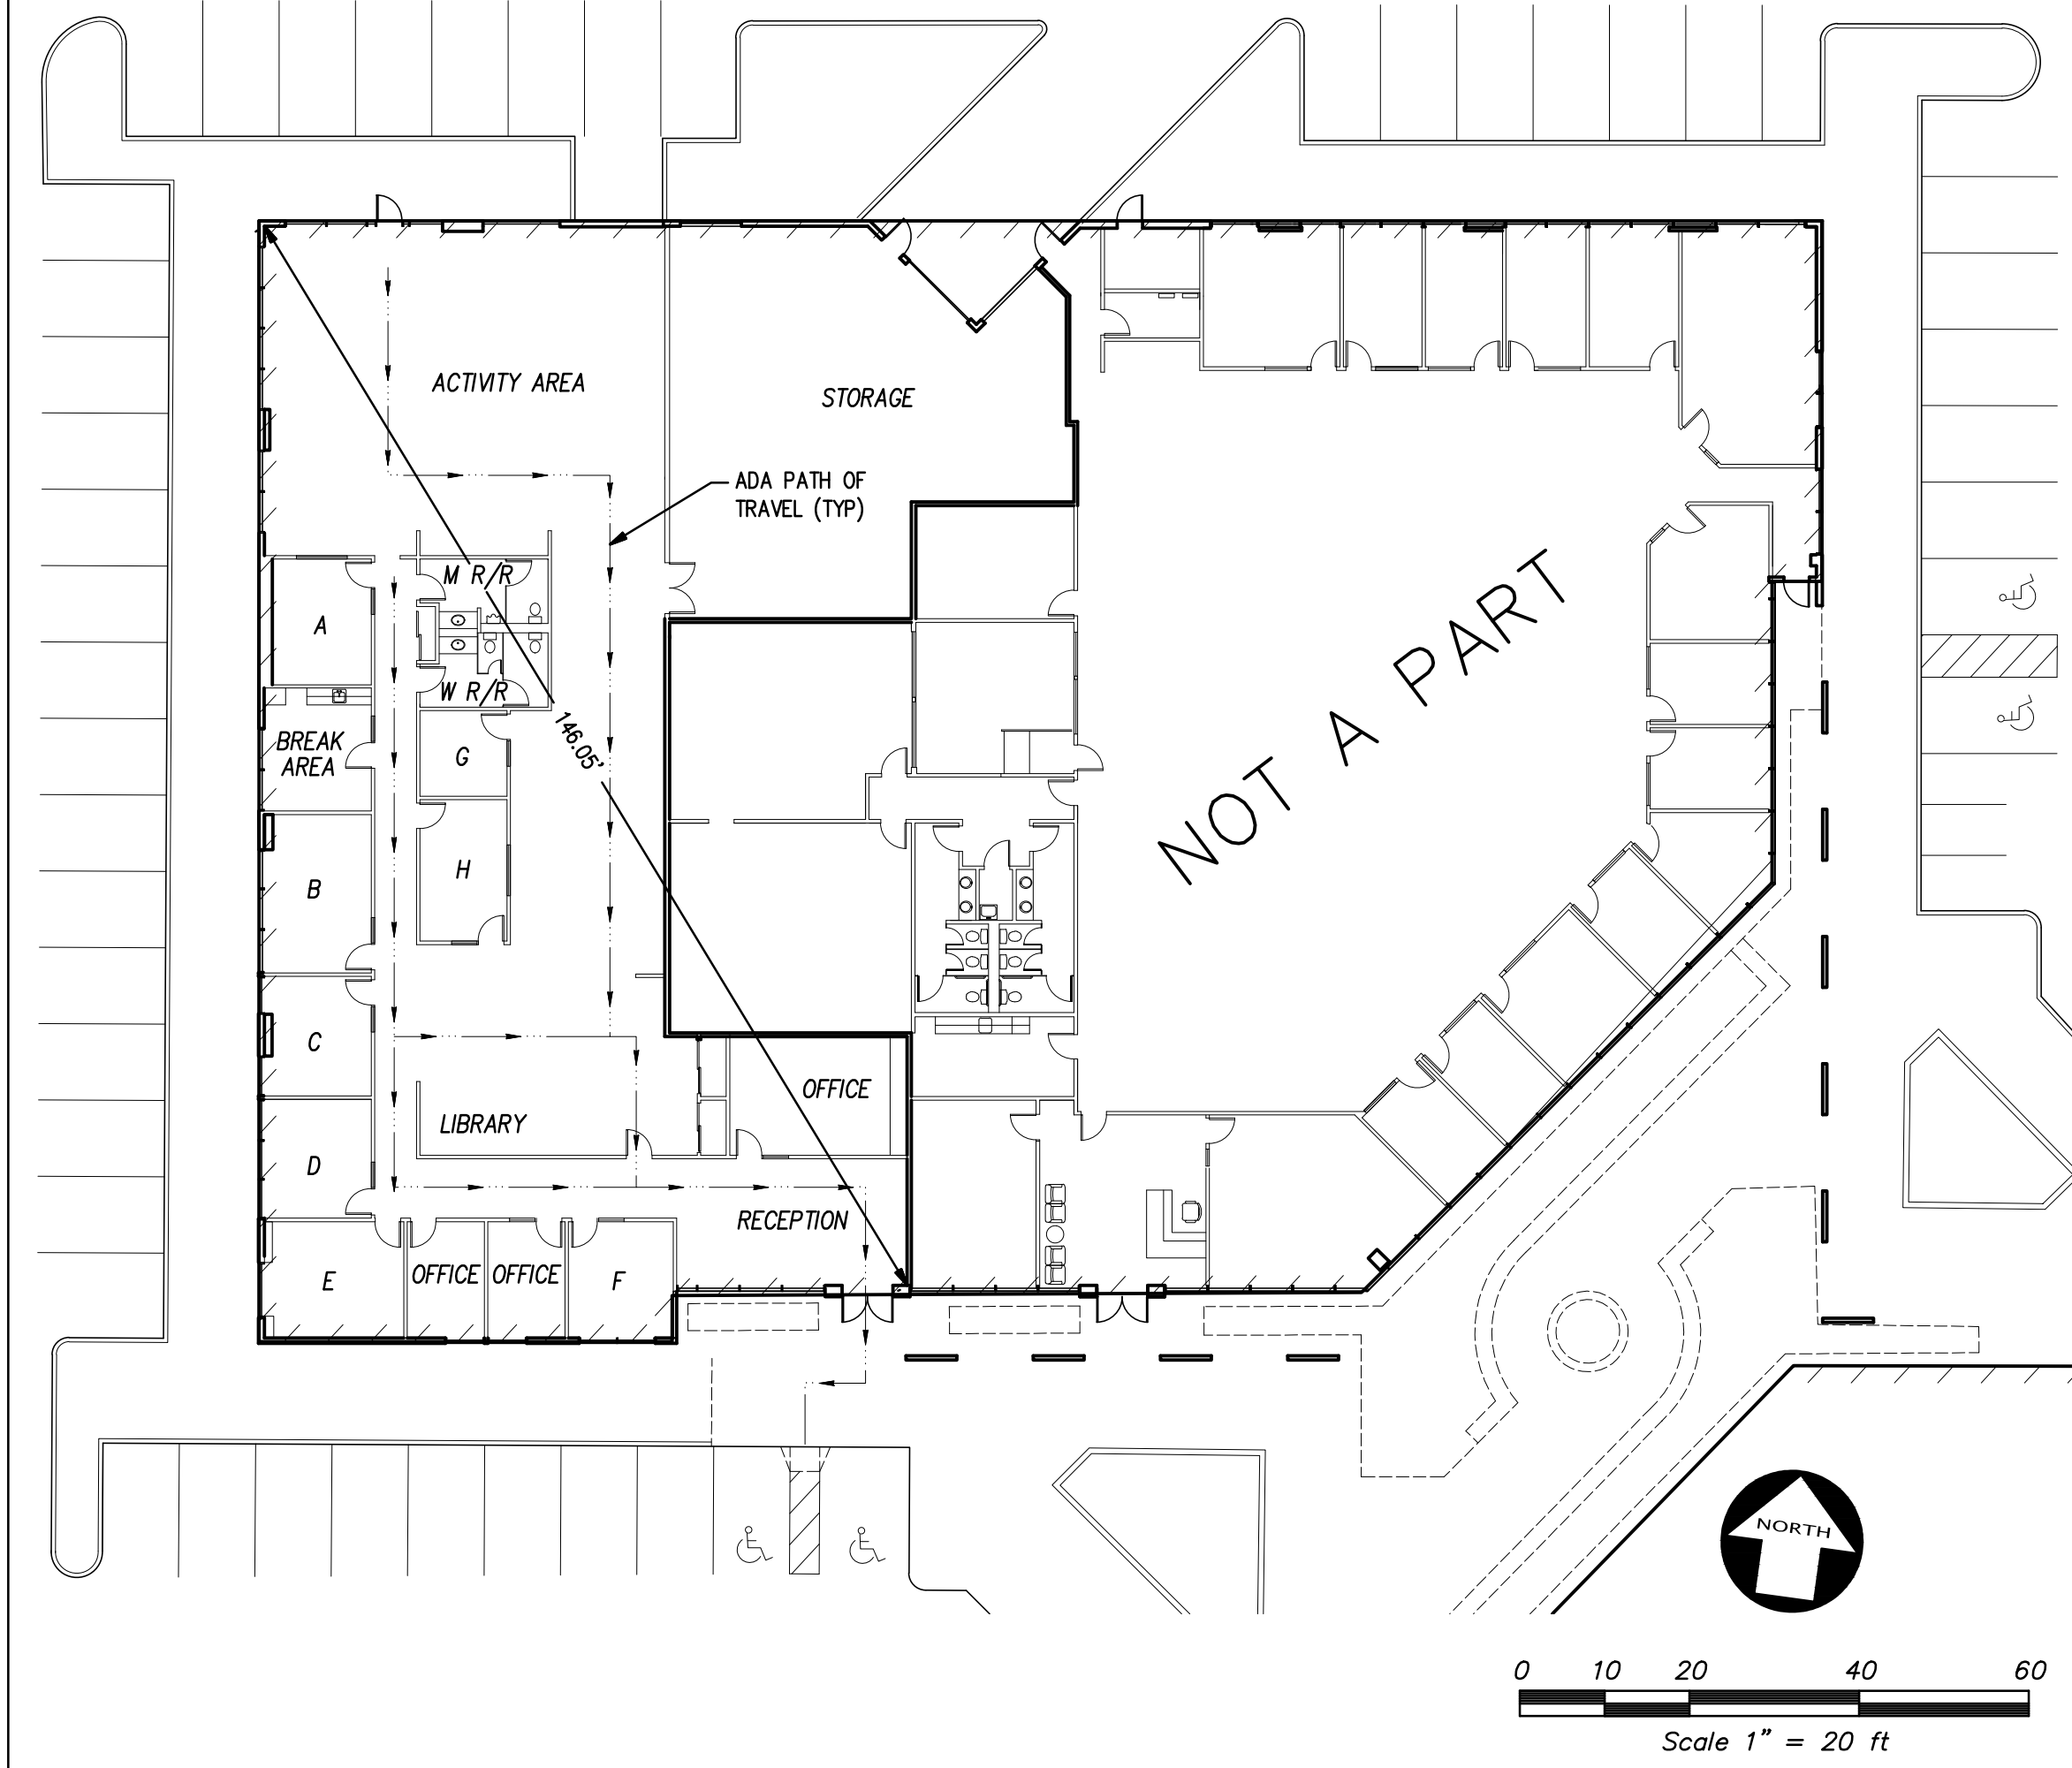 ACTIVITY AREA
STORAGE
ADA PATH OF
TRAVEL (TYP)
M R/R
A
W R/R
BREAK
AREA
G
146.05'
H
B
C
D
LIBRARY
OFFICE
RECEPTION
E
OFFICE
OFFICE
F
NOT A PART
NORTH
0 10 20 40 60
Scale 1" = 20 ft